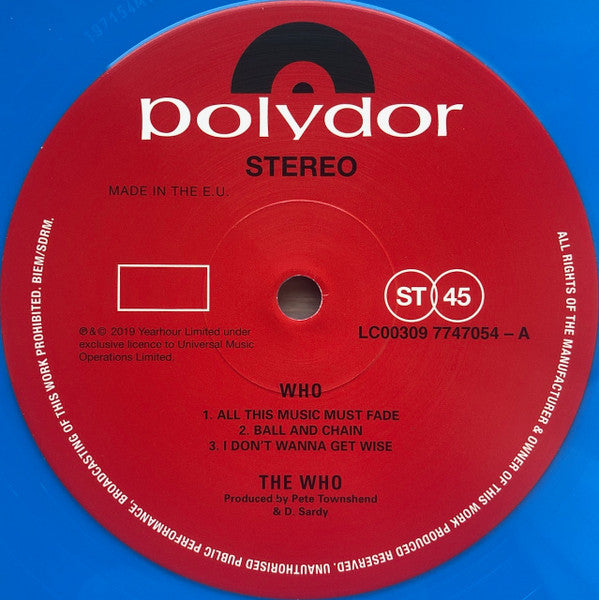 polydor
STEREO
MADE IN THE E.U.
ST 45
LC00309 7747054 – A
℗ & © 2019 Yearhour Limited under
exclusive licence to Universal Music
Operations Limited.
WHO
1. ALL THIS MUSIC MUST FADE
2. BALL AND CHAIN
3. I DON'T WANNA GET WISE
THE WHO
Produced by Pete Townshend
& D. Sardy
ALL RIGHTS OF THE MANUFACTURER & OWNER OF THIS WORK PRODUCED RESERVED. UNAUTHORISED PUBLIC PERFORMANCE, BROADCASTING OF THIS WORK PROHIBITED. BIEM/SDRM.